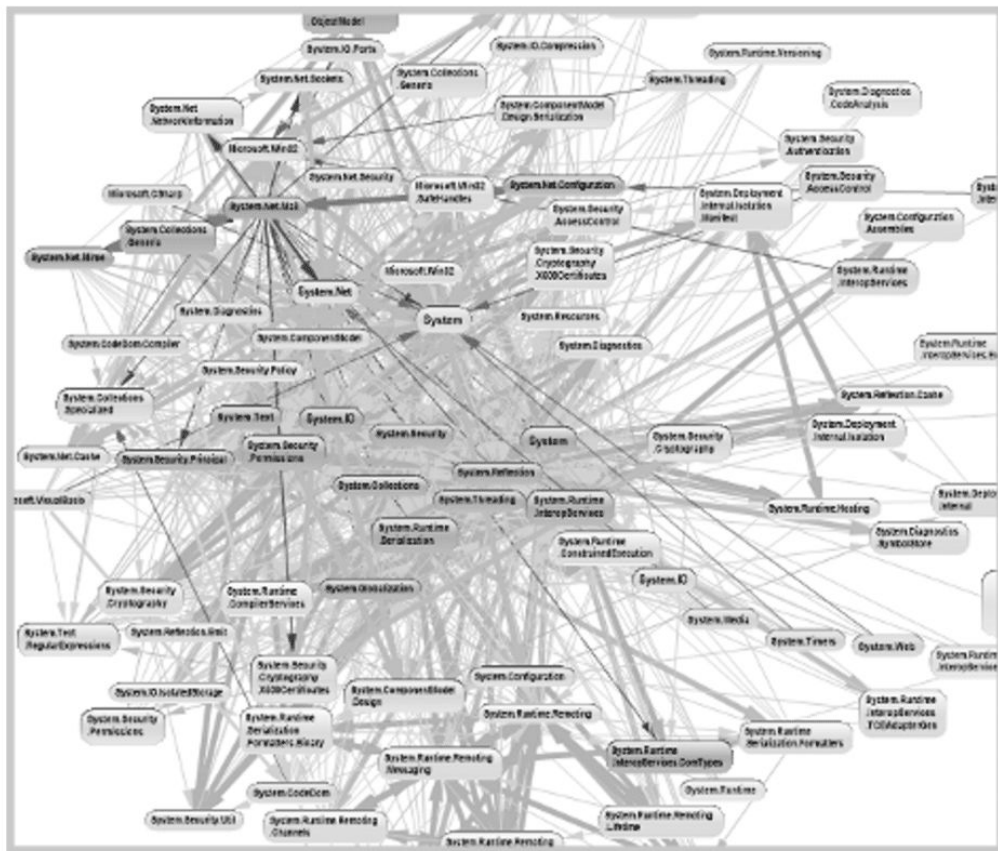 ObjectModel
System.IO.Ports
System.IO.Compression
System.Runtime.Versioning
System.Net.Sockets
System.Collections
.Generic
System.Threading
System.Diagnostics
.CodeAnalysis
System.Net
.NetworkInformation
System.ComponentModel
.Design.Serialization
Microsoft.Win32
System.Security
.Authentication
System.Net.Security
Microsoft.Win32
.SafeHandles
System.Net.Configuration
System.Security
.AccessControl
Microsoft.CSharp
System.Net.Mail
System.Deployment
.Internal.Isolation
.Manifest
System.Security
.AccessControl
System.Configuration
.Assemblies
System.Collections
.Generic
System.Net.Mime
System.Security
.Cryptography
.X509Certificates
Microsoft.Win32
System.Runtime
.InteropServices
System.Net
System.Diagnostics
System
System.Resources
System.CodeDom.Compiler
System.ComponentModel
System.Diagnostics
System.Runtime
System.Security.Policy
System.Collections
.Specialized
System.Reflection.Cache
System.Text
System.IO
System.Security
System
System.Security
.Cryptography
System.Deployment
.Internal.Isolation
System.Net.Cache
System.Security.Principal
System.Security
.Permissions
System.Reflection
System.Collections
System.Threading
System.Runtime
.InteropServices
System.Runtime.Hosting
.Internal
System.Runtime
.Serialization
System.Runtime
.ConstrainedExecution
System.Diagnostics
.SymbolStore
System.IO
System.Security
.Cryptography
System.Runtime
.CompilerServices
System.Globalization
System.Media
System.Text
.RegularExpressions
System.Reflection.Emit
System.Timers
System.Web
System.Security
.Cryptography
.X509Certificates
System.Configuration
System.IO.IsolatedStorage
System.ComponentModel
.Design
System.Runtime
.InteropServices
.TCEAdapterGen
System.Security
.Permissions
System.Runtime
.Serialization
.Formatters.Binary
System.Runtime.Remoting
System.Runtime
.Serialization.Formatters
System.Runtime
.InteropServices.ComTypes
System.Runtime.Remoting
.Messaging
System.CodeDom
System.Runtime
System.Security.Util
System.Runtime.Remoting
.Channels
System.Runtime.Remoting
.Lifetime
System.Runtime.Remoting